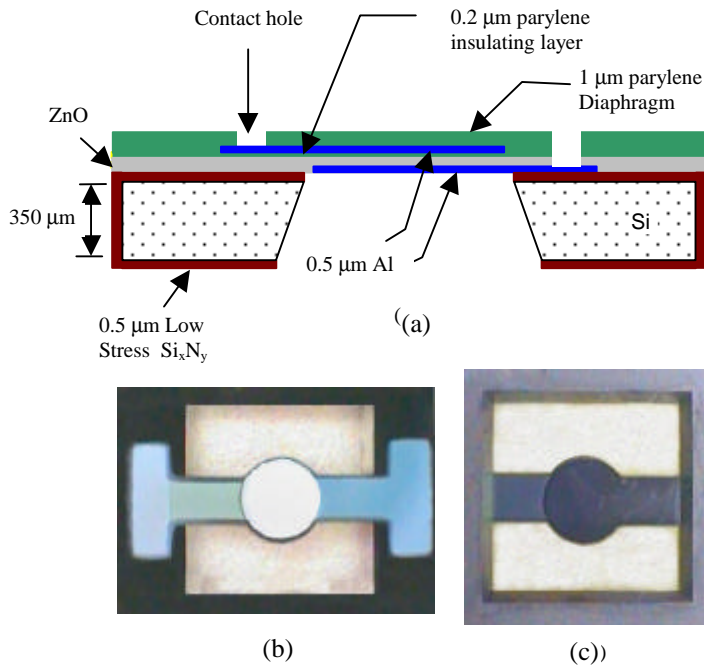 Contact hole
0.2 μm parylene
insulating layer
1 μm parylene
Diaphragm
ZnO
350 μm
Si
0.5 μm Al
0.5 μm Low
Stress SixNy
((a)
(b)
(c))